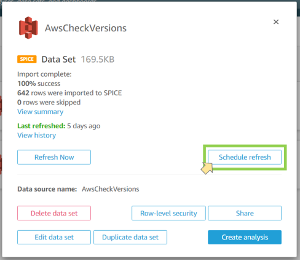 AwsCheckVersions
SPICE Data Set 169.5KB
Import complete:
100% success
642 rows were imported to SPICE
0 rows were skipped
View summary
Last refreshed: 5 days ago
View history
Refresh Now
Schedule refresh
Data source name: AwsCheckVersions
Delete data set
Row-level security
Share
Edit data set
Duplicate data set
Create analysis